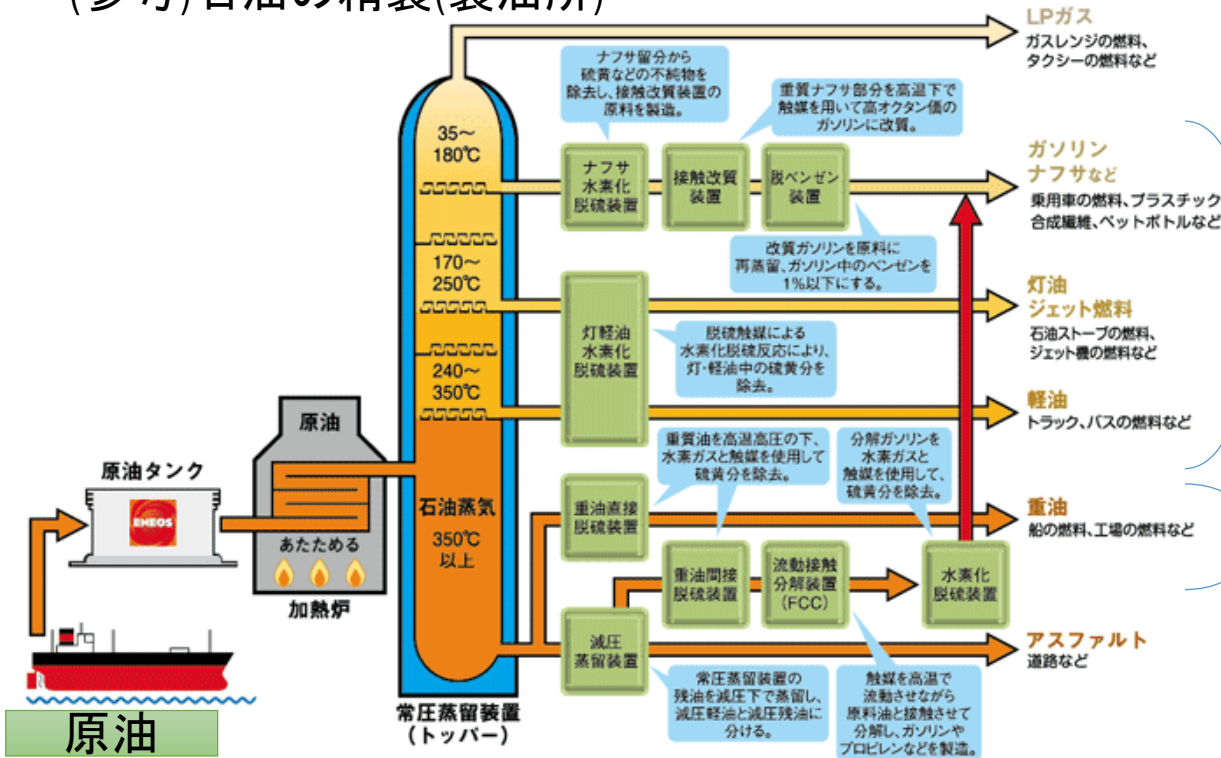 (参考)石油の精製(製油所)
LPガス
ガスレンジの燃料、
タクシーの燃料など
ナフサ留分から
硫黄などの不純物を
除去し、接触改質装置の
原料を製造。
重質ナフサ部分を高温下で
触媒を用いて高オクタン価の
ガソリンに改質。
35~
180℃
ナフサ
水素化
脱硫装置
接触改質
装置
脱ベンゼン
装置
ガソリン
ナフサなど
乗用車の燃料、プラスチック
合成繊維、ペットボトルなど
改質ガソリンを原料に
再蒸留、ガソリン中のベンゼンを
1%以下にする。
170~
250℃
灯軽油
水素化
脱硫装置
脱硫触媒による
水素化脱硫反応により、
灯・軽油中の硫黄分を
除去。
灯油
ジェット燃料
石油ストーブの燃料、
ジェット機の燃料など
240~
350℃
軽油
トラック、バスの燃料など
原油
原油タンク
ENEOS
あたためる
加熱炉
石油蒸気
350℃
以上
重質油を高温高圧の下、
水素ガスと触媒を使用して
硫黄分を除去。
分解ガソリンを
水素ガスと
触媒を使用して、
硫黄分を除去。
重油直接
脱硫装置
重油
船の燃料、工場の燃料など
重油間接
脱硫装置
流動接触
分解装置
(FCC)
水素化
脱硫装置
減圧
蒸留装置
アスファルト
道路など
常圧蒸留装置の
残油を減圧下で蒸留し、
減圧軽油と減圧残油に
分ける。
触媒を高温で
流動させながら
原料油と接触させて
分解し、ガソリンや
プロピレンなどを製造。
常圧蒸留装置
(トッパー)
原油